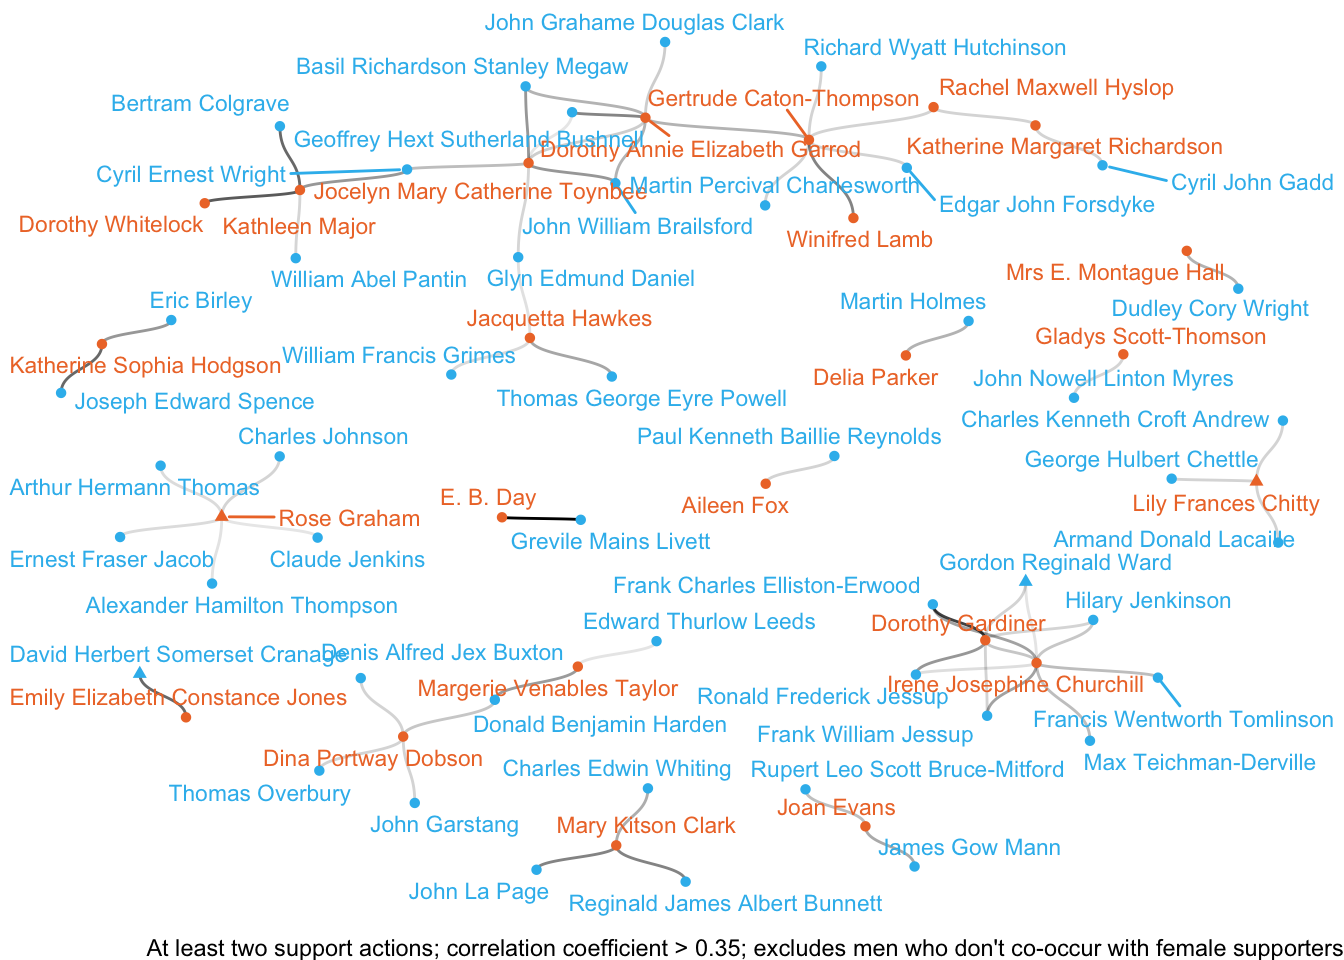 John Grahame Douglas Clark
Richard Wyatt Hutchinson
Basil Richardson Stanley Megaw
Rachel Maxwell Hyslop
Gertrude Caton-Thompson
Bertram Colgrave
Geoffrey Hext Sutherland Bushnell
Dorothy Annie Elizabeth Garrod
Katherine Margaret Richardson
Cyril Ernest Wright
Jocelyn Mary Catherine Toynbee
Martin Percival Charlesworth
Cyril John Gadd
Edgar John Forsdyke
Dorothy Whitelock
Kathleen Major
John William Brailsford
Winifred Lamb
William Abel Pantin
Glyn Edmund Daniel
Mrs E. Montague Hall
Eric Birley
Martin Holmes
Dudley Cory Wright
Jacquetta Hawkes
Gladys Scott-Thomson
Katherine Sophia Hodgson
William Francis Grimes
Delia Parker
John Nowell Linton Myres
Joseph Edward Spence
Thomas George Eyre Powell
Charles Kenneth Croft Andrew
Charles Johnson
Paul Kenneth Baillie Reynolds
George Hulbert Chettle
Arthur Hermann Thomas
E. B. Day
Aileen Fox
Lily Frances Chitty
Rose Graham
Grevile Mains Livett
Armand Donald Lacaille
Ernest Fraser Jacob
Claude Jenkins
Gordon Reginald Ward
Frank Charles Elliston-Erwood
Alexander Hamilton Thompson
Hilary Jenkinson
Edward Thurlow Leeds
Dorothy Gardiner
David Herbert Somerset Cranage
Denis Alfred Jex Buxton
Emily Elizabeth Constance Jones
Margerie Venables Taylor
Ronald Frederick Jessup
Irene Josephine Churchill
Donald Benjamin Harden
Frank William Jessup
Francis Wentworth Tomlinson
Dina Portway Dobson
Charles Edwin Whiting
Rupert Leo Scott Bruce-Mitford
Max Teichman-Derville
Thomas Overbury
Joan Evans
John Garstang
Mary Kitson Clark
James Gow Mann
John La Page
Reginald James Albert Bunnett
At least two support actions; correlation coefficient > 0.35; excludes men who don't co-occur with female supporters